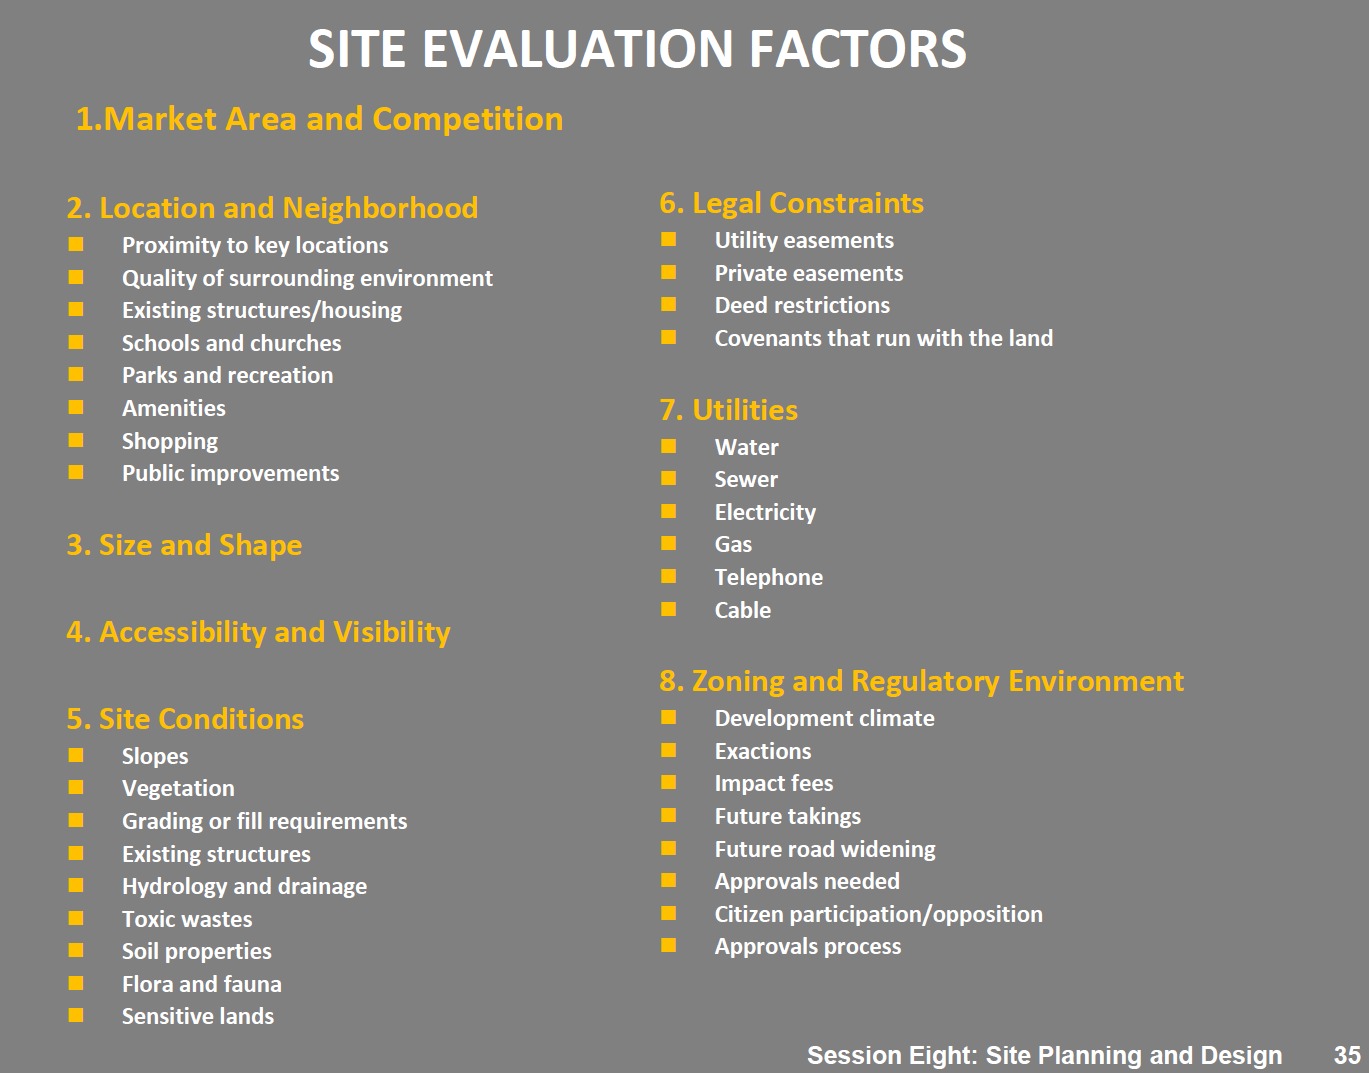 SITE EVALUATION FACTORS
1.Market Area and Competition
2. Location and Neighborhood
Proximity to key locations
Quality of surrounding environment
Existing structures/housing
Schools and churches
Parks and recreation
Amenities
Shopping
Public improvements
3. Size and Shape
4. Accessibility and Visibility
5. Site Conditions
Slopes
Vegetation
Grading or fill requirements
Existing structures
Hydrology and drainage
Toxic wastes
Soil properties
Flora and fauna
Sensitive lands
6. Legal Constraints
Utility easements
Private easements
Deed restrictions
Covenants that run with the land
7. Utilities
Water
Sewer
Electricity
Gas
Telephone
Cable
8. Zoning and Regulatory Environment
Development climate
Exactions
Impact fees
Future takings
Future road widening
Approvals needed
Citizen participation/opposition
Approvals process
Session Eight: Site Planning and Design 35